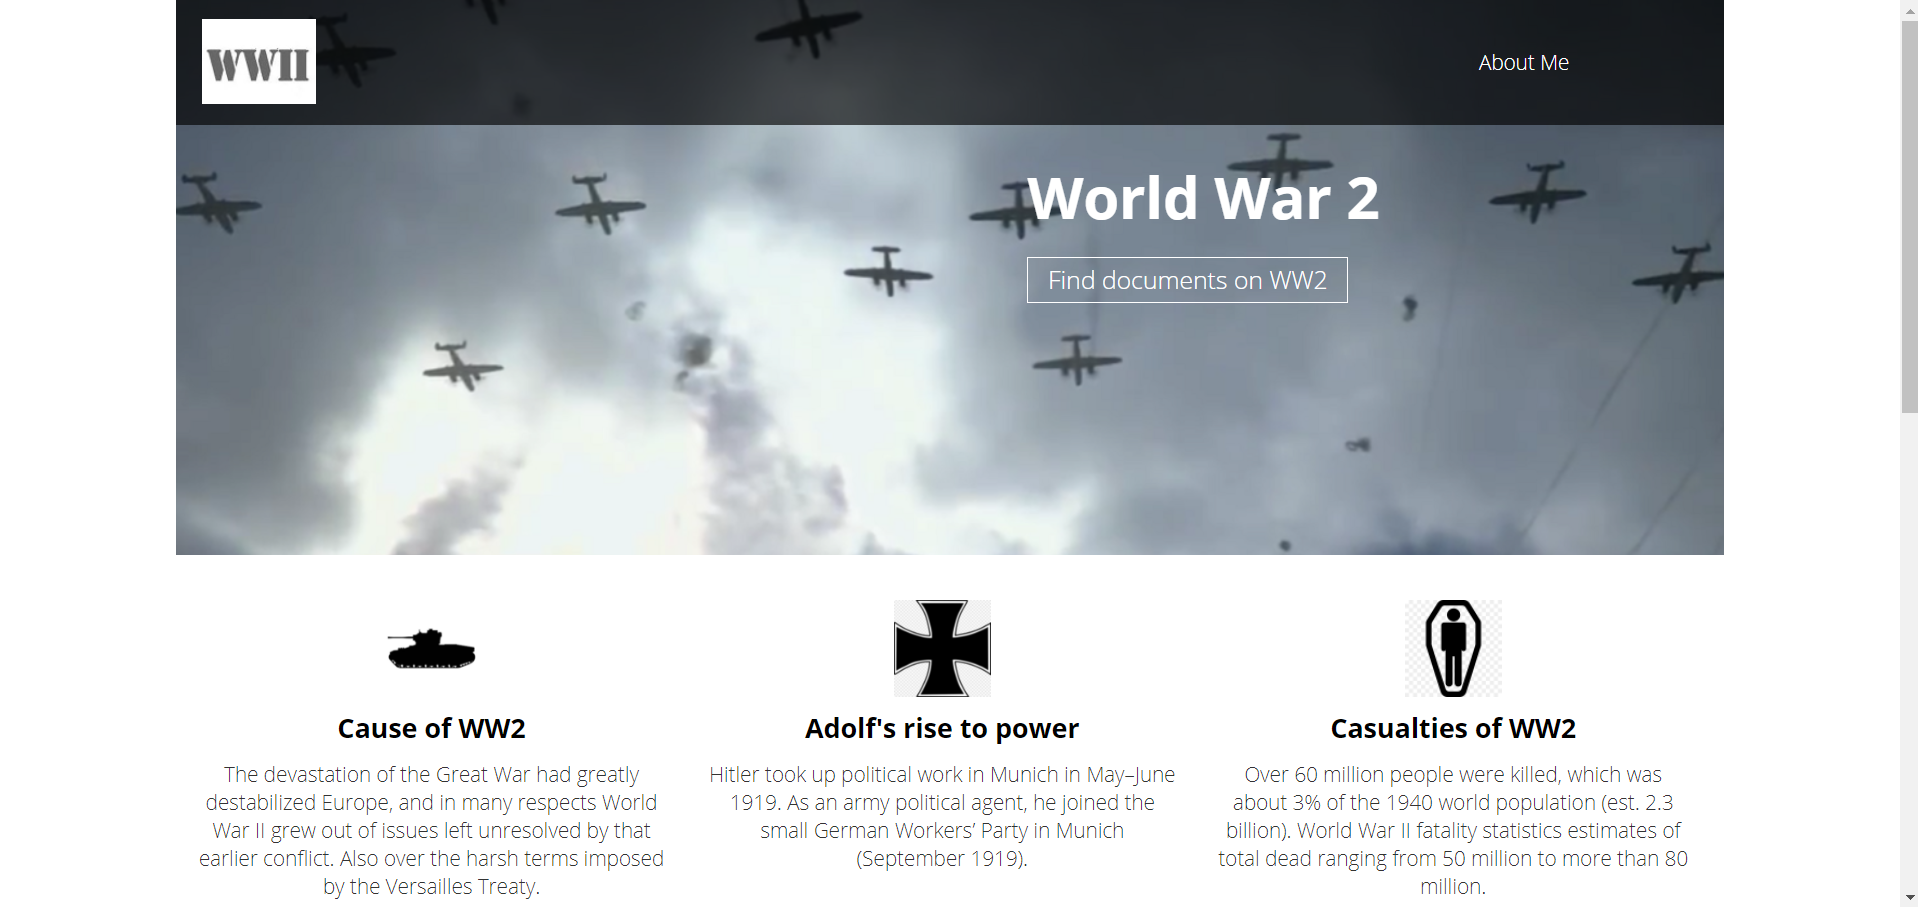 WWII
About Me
World War 2
Find documents on WW2
Cause of WW2
The devastation of the Great War had greatly
destabilized Europe, and in many respects World
War II grew out of issues left unresolved by that
earlier conflict. Also over the harsh terms imposed
by the Versailles Treaty.
Adolf's rise to power
Hitler took up political work in Munich in May–June
1919. As an army political agent, he joined the
small German Workers’ Party in Munich
(September 1919).
Casualties of WW2
Over 60 million people were killed, which was
about 3% of the 1940 world population (est. 2.3
billion). World War II fatality statistics estimates of
total dead ranging from 50 million to more than 80
million.